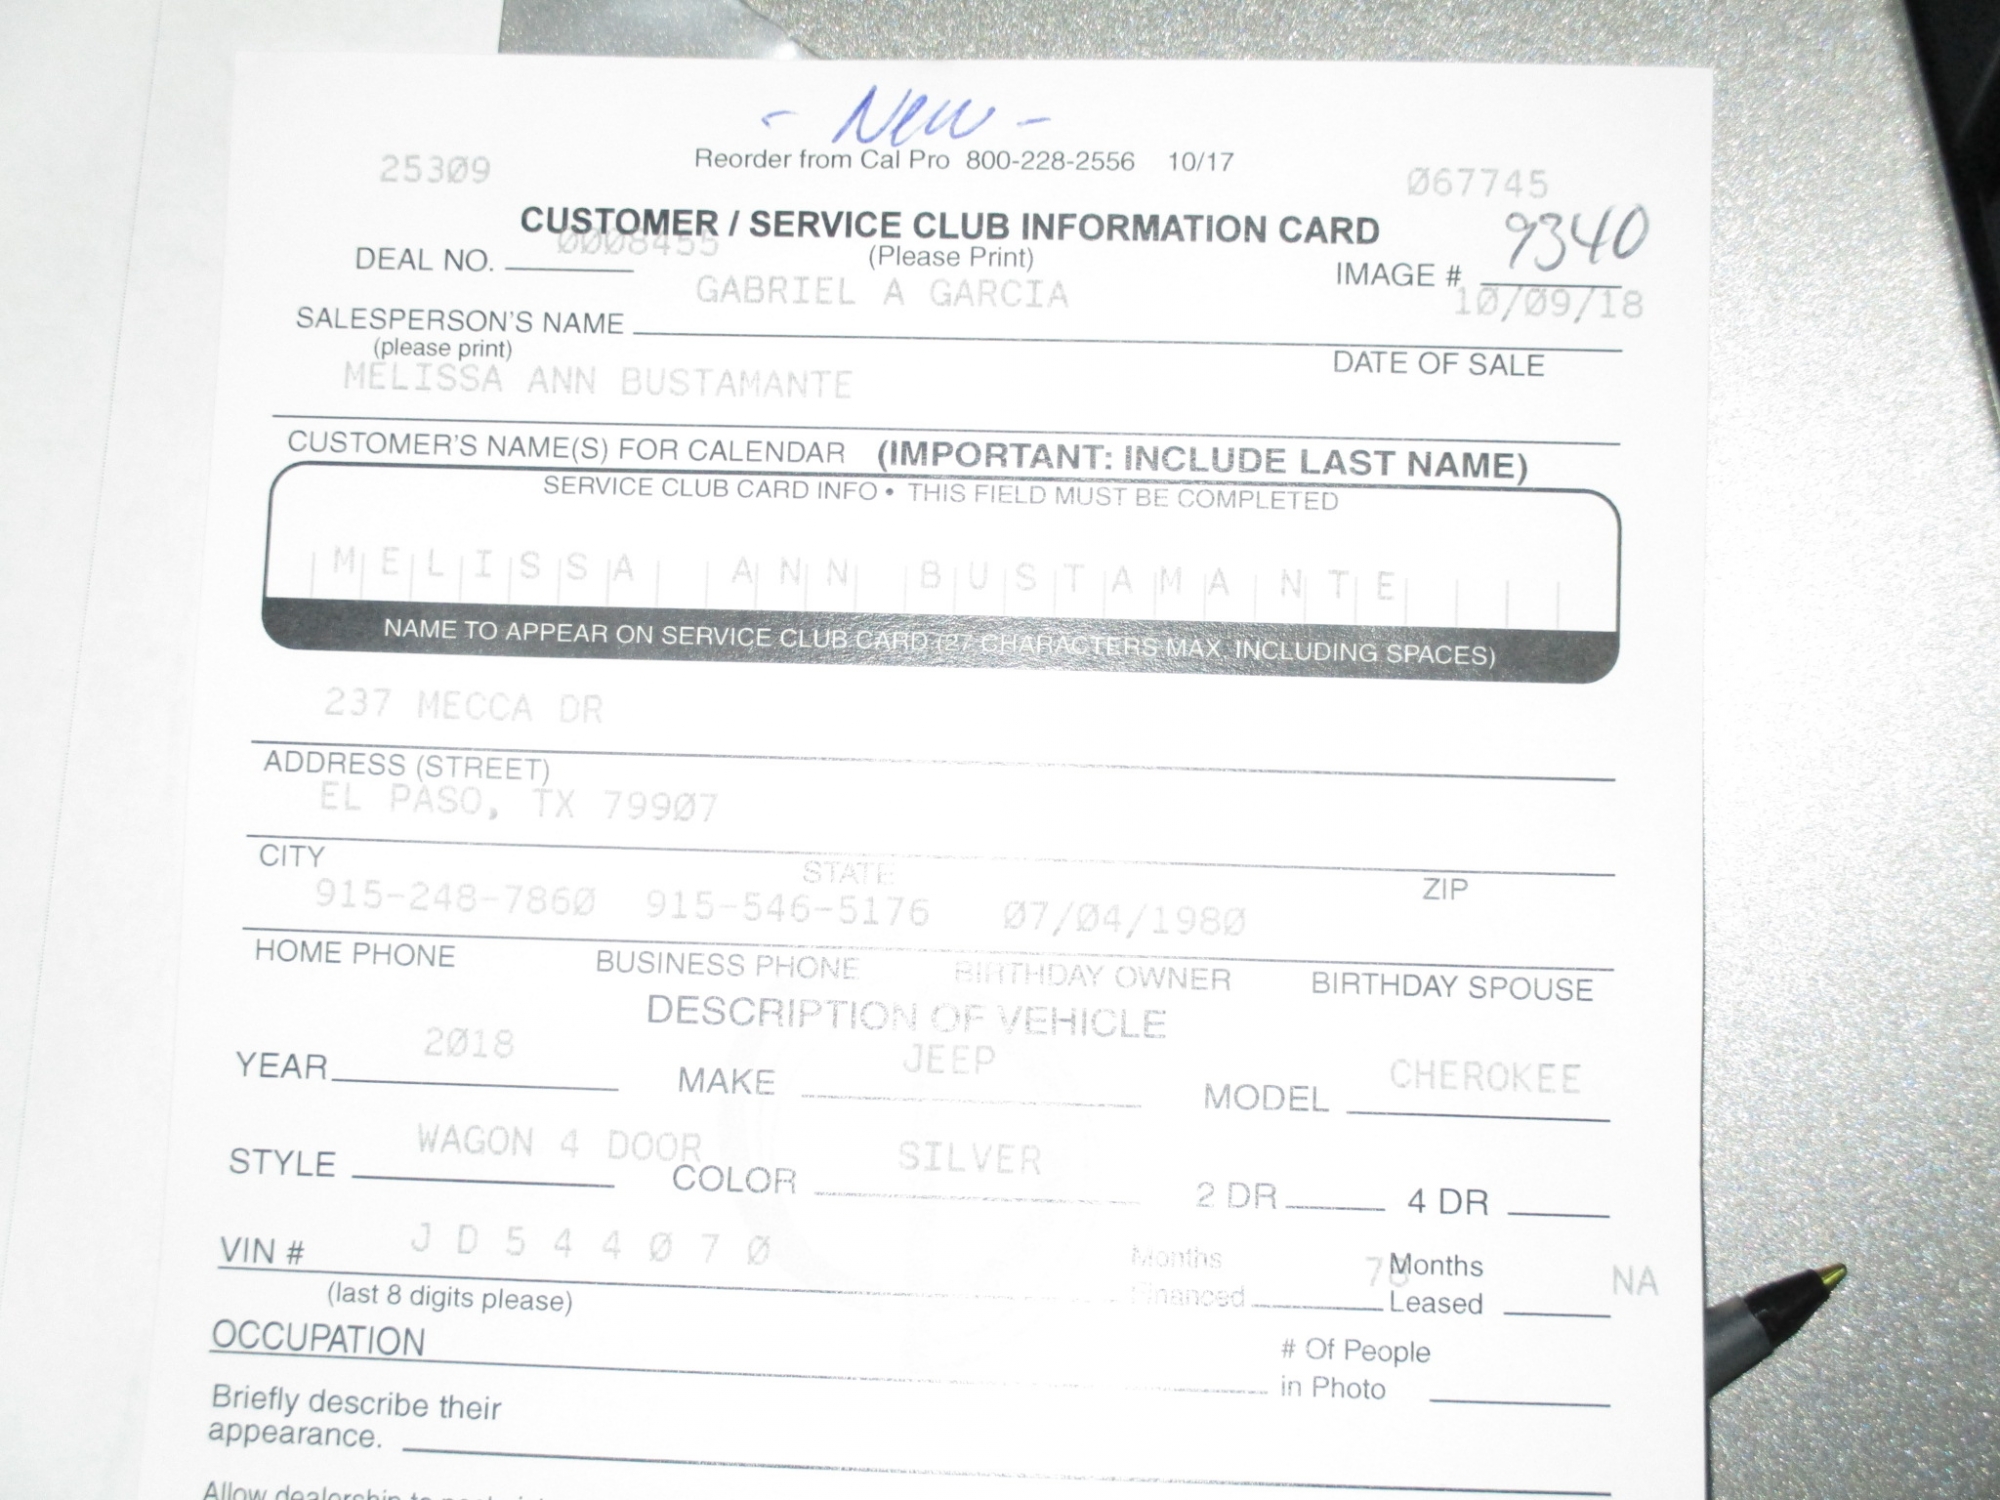 - New -
Reorder from Cal Pro 800-228-2556 10/17
25309 067745
CUSTOMER / SERVICE CLUB INFORMATION CARD
(Please Print)
DEAL NO. 0008455 IMAGE # 9340
GABRIEL A GARCIA 10/09/18
SALESPERSON'S NAME
(please print) DATE OF SALE
MELISSA ANN BUSTAMANTE
CUSTOMER'S NAME(S) FOR CALENDAR (IMPORTANT: INCLUDE LAST NAME)
SERVICE CLUB CARD INFO • THIS FIELD MUST BE COMPLETED
MELISSA ANN BUSTAMANTE
NAME TO APPEAR ON SERVICE CLUB CARD (27 CHARACTERS MAX. INCLUDING SPACES)
237 MECCA DR
ADDRESS (STREET)
EL PASO, TX 79907
CITY STATE ZIP
915-248-7860 915-546-5176 07/04/1980
HOME PHONE BUSINESS PHONE BIRTHDAY OWNER BIRTHDAY SPOUSE
DESCRIPTION OF VEHICLE
YEAR 2018 MAKE JEEP MODEL CHEROKEE
STYLE WAGON 4 DOOR COLOR SILVER 2 DR 4 DR
VIN # JD544070 Months Financed Months Leased NA
(last 8 digits please)
OCCUPATION # Of People in Photo
Briefly describe their
appearance.
Allow dealership to